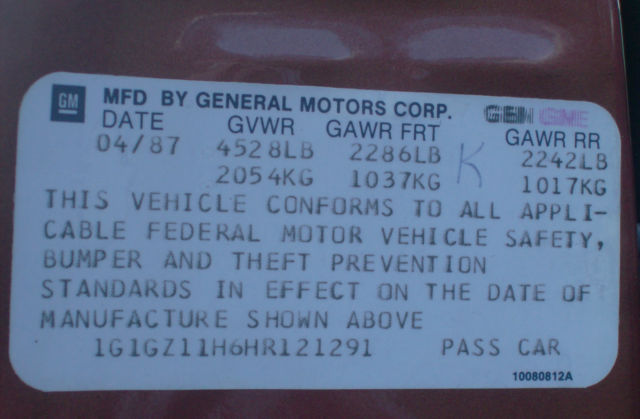 GM MFD BY GENERAL MOTORS CORP.
DATE GVWR GAWR FRT GAWR RR
04/87 4528LB 2286LB K 2242LB
2054KG 1037KG 1017KG
THIS VEHICLE CONFORMS TO ALL APPLI-
CABLE FEDERAL MOTOR VEHICLE SAFETY,
BUMPER AND THEFT PREVENTION
STANDARDS IN EFFECT ON THE DATE OF
MANUFACTURE SHOWN ABOVE
1G1GZ11H6HR121291 PASS CAR
10080812A